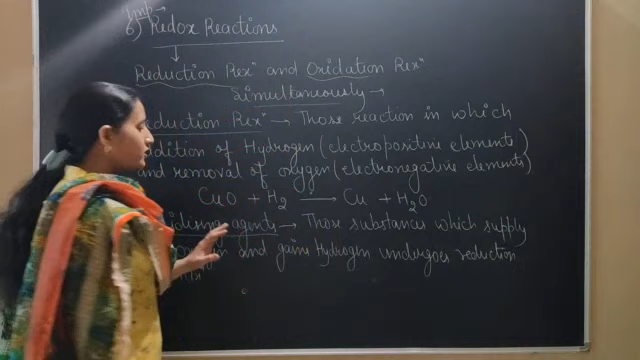 Imp→
6) Redox Reactions
Reduction Rexⁿ and Oxidation Rexⁿ
Simultaneously →
eduction Rexⁿ → Those reaction in which
dition of Hydrogen (electropositive elements)
and removal of oxygen (electronegative elements)
CuO + H₂ → Cu + H₂O
idising agents → Those substances which supply
and gains Hydrogen undergoes reduction